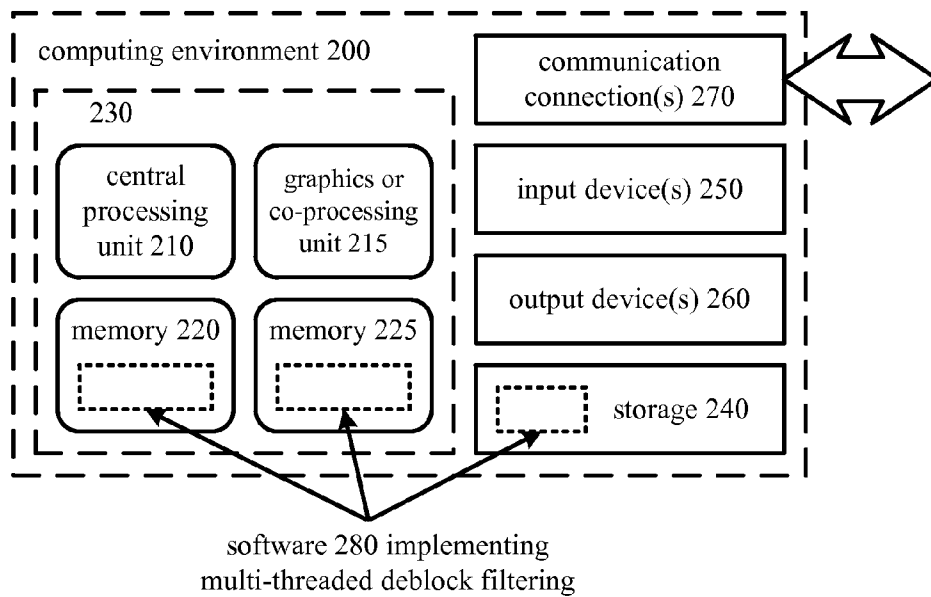 computing environment 200
230
central
processing
unit 210
graphics or
co-processing
unit 215
memory 220
memory 225
communication
connection(s) 270
input device(s) 250
output device(s) 260
storage 240
software 280 implementing
multi-threaded deblock filtering